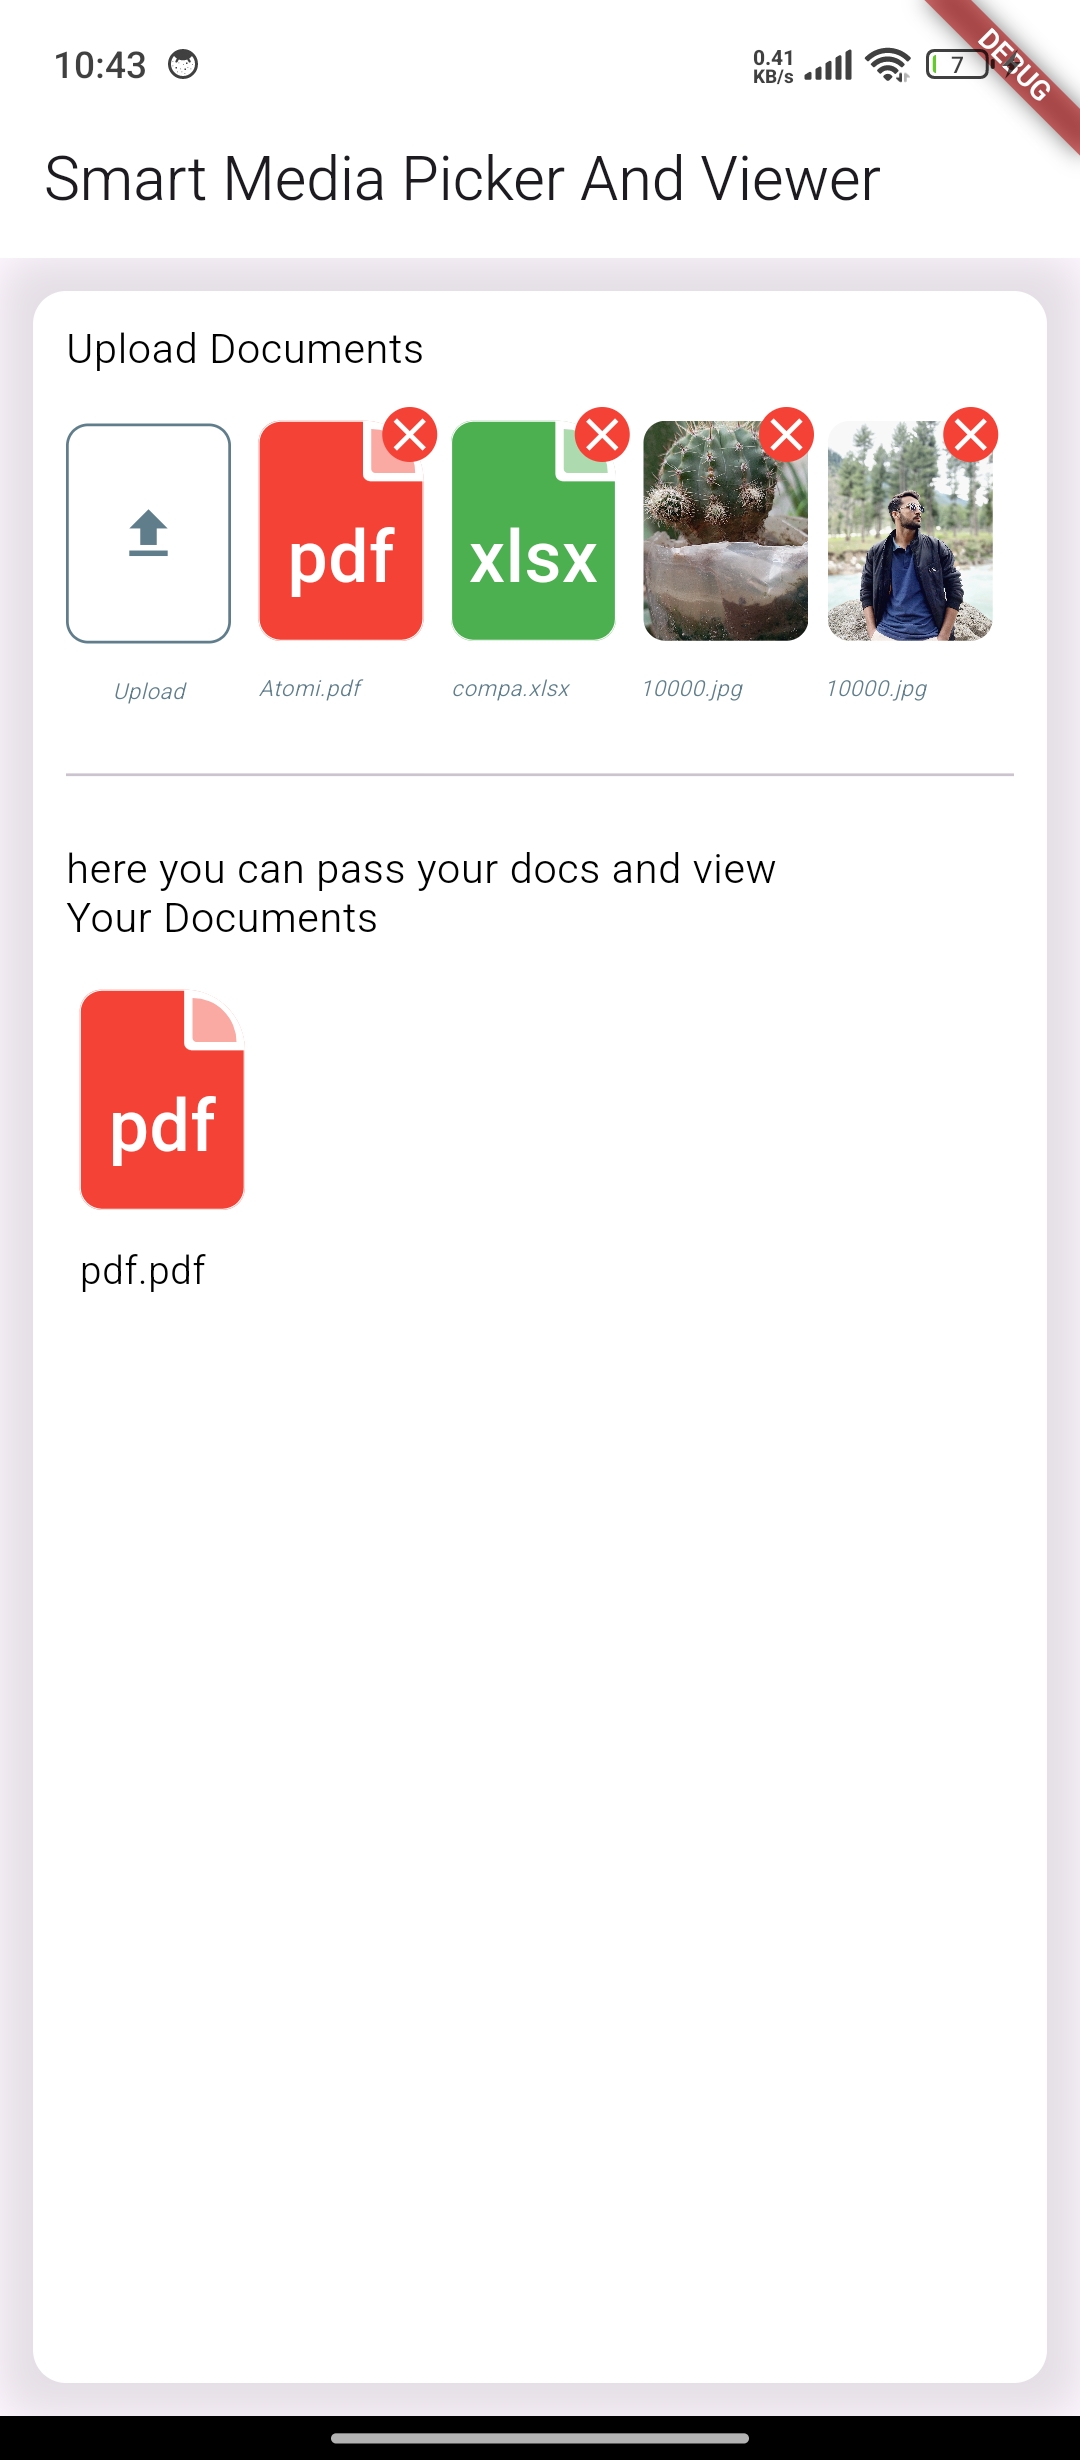 10:43
0.41
KB/s
7
DEBUG
Smart Media Picker And Viewer
Upload Documents
pdf
xlsx
Upload
Atomi.pdf
compa.xlsx
10000.jpg
10000.jpg
here you can pass your docs and view
Your Documents
pdf
pdf.pdf